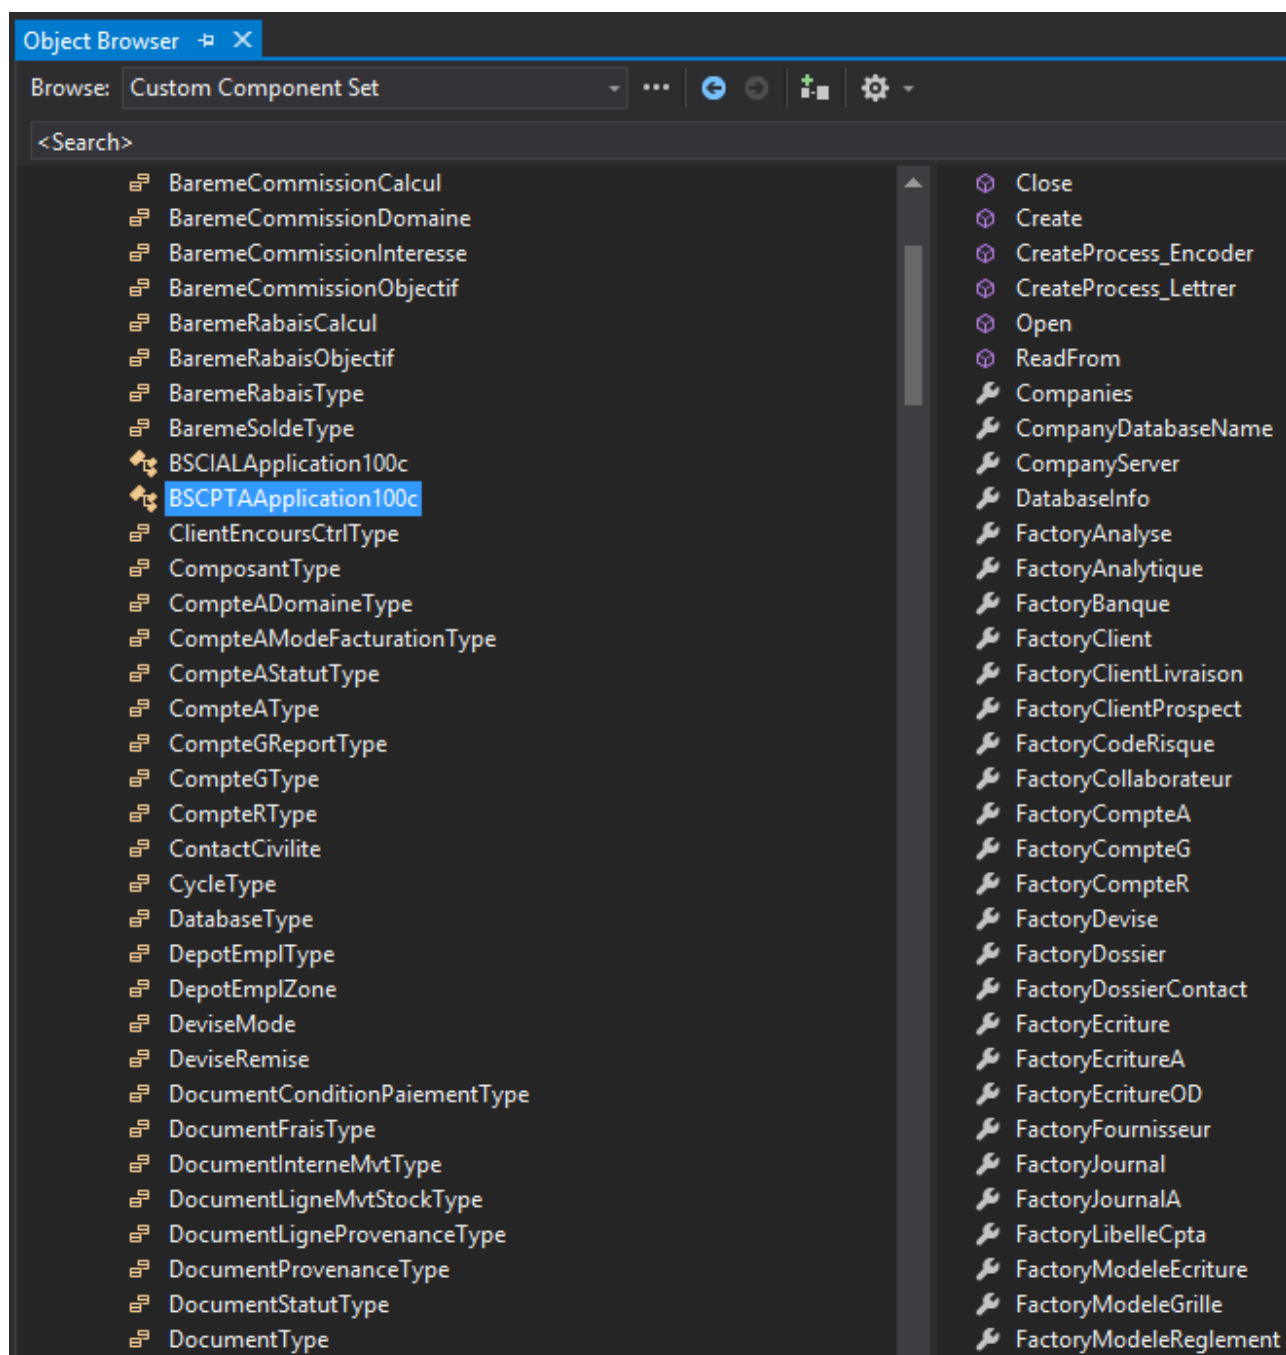 Object Browser
Browse: Custom Component Set
<Search>
BaremeCommissionCalcul
BaremeCommissionDomaine
BaremeCommissionInteresse
BaremeCommissionObjectif
BaremeRabaisCalcul
BaremeRabaisObjectif
BaremeRabaisType
BaremeSoldeType
BSCIALApplication100c
BSCPTAApplication100c
ClientEncoursCtrlType
ComposantType
CompteADomaineType
CompteAModeFacturationType
CompteAStatutType
CompteAType
CompteGReportType
CompteGType
CompteRType
ContactCivilite
CycleType
DatabaseType
DepotEmplType
DepotEmplZone
DeviseMode
DeviseRemise
DocumentConditionPaiementType
DocumentFraisType
DocumentInterneMvtType
DocumentLigneMvtStockType
DocumentLigneProvenanceType
DocumentProvenanceType
DocumentStatutType
DocumentType
Close
Create
CreateProcess_Encoder
CreateProcess_Lettrer
Open
ReadFrom
Companies
CompanyDatabaseName
CompanyServer
DatabaseInfo
FactoryAnalyse
FactoryAnalytique
FactoryBanque
FactoryClient
FactoryClientLivraison
FactoryClientProspect
FactoryCodeRisque
FactoryCollaborateur
FactoryCompteA
FactoryCompteG
FactoryCompteR
FactoryDevise
FactoryDossier
FactoryDossierContact
FactoryEcriture
FactoryEcritureA
FactoryEcritureOD
FactoryFournisseur
FactoryJournal
FactoryJournalA
FactoryLibelleCpta
FactoryModeleEcriture
FactoryModeleGrille
FactoryModeleReglement